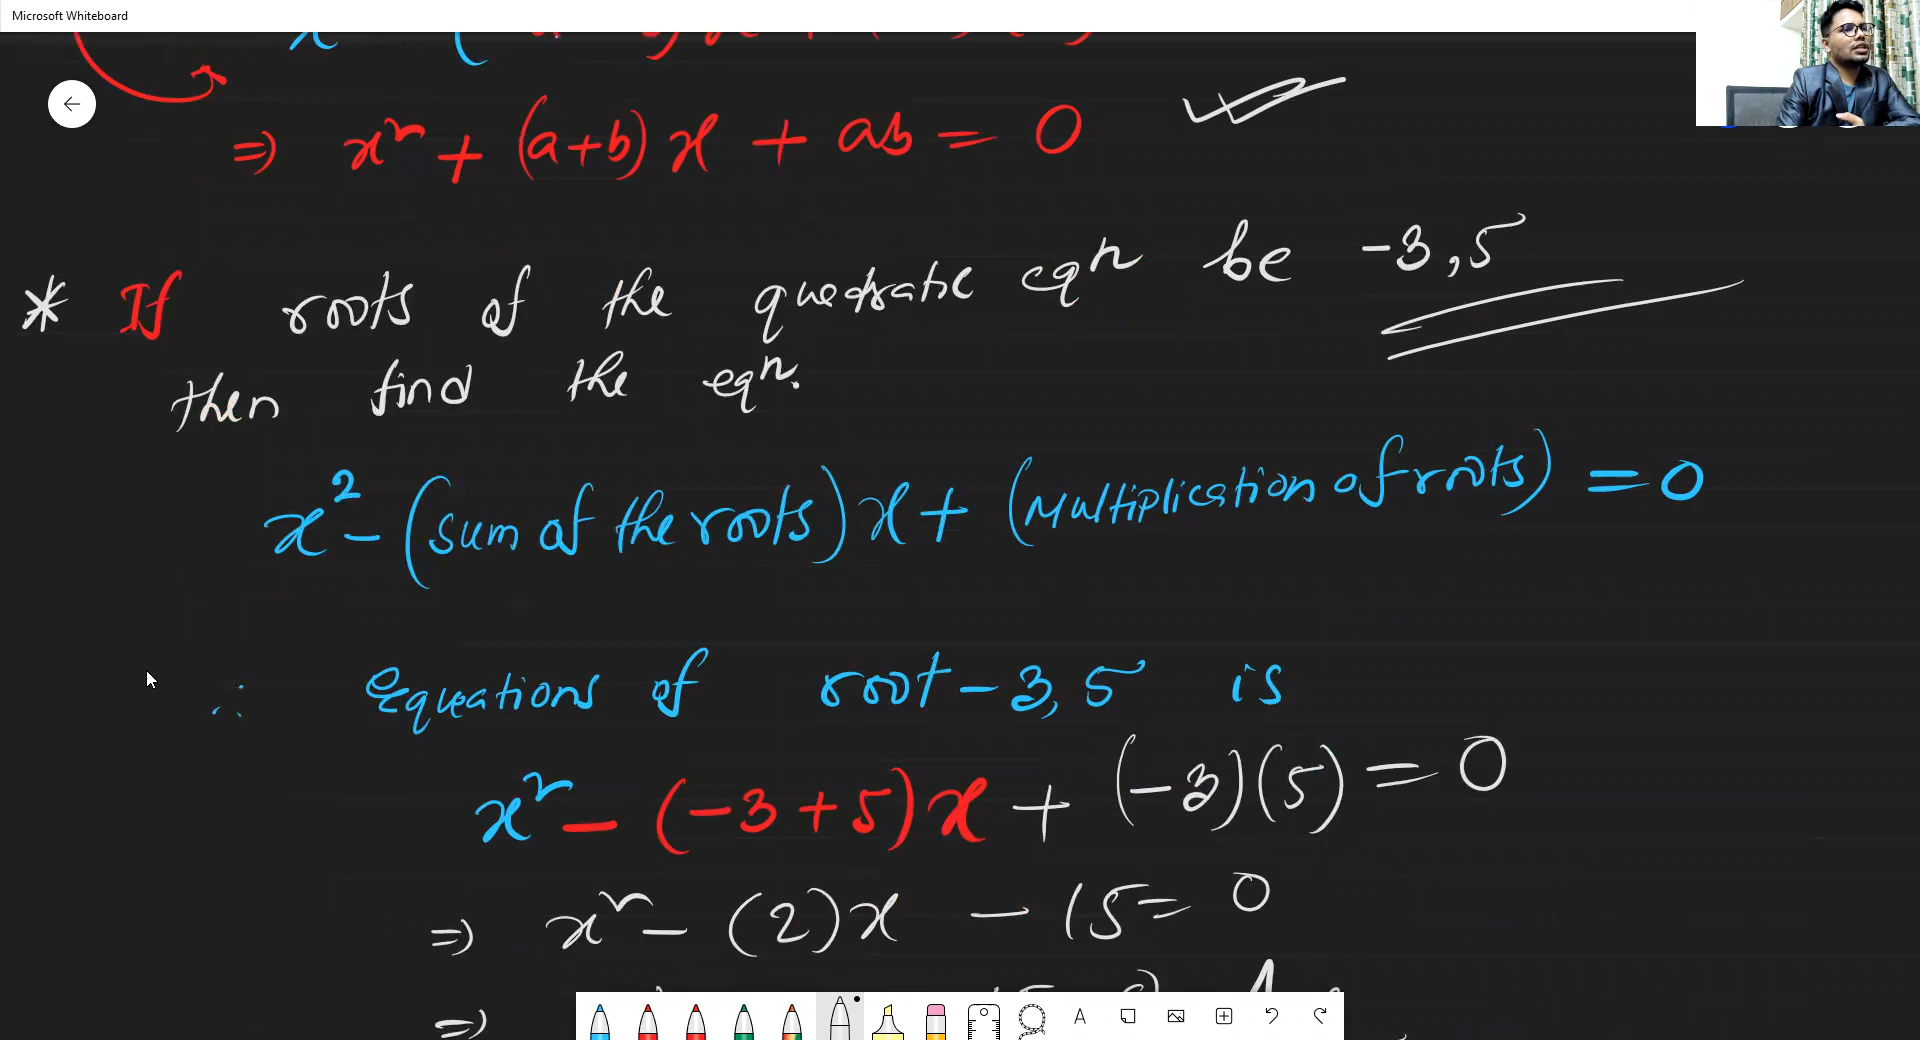 Microsoft Whiteboard
=> x² + (a+b) x + ab = 0
* If roots of the quadratic eqn be -3, 5
then find the eqn.
x² - (sum of the roots) x + (Multiplication of roots) = 0
∴ Equations of root -3, 5 is
x² - (-3+5) x + (-3)(5) = 0
=> x² - (2) x - 15 = 0
=>
A